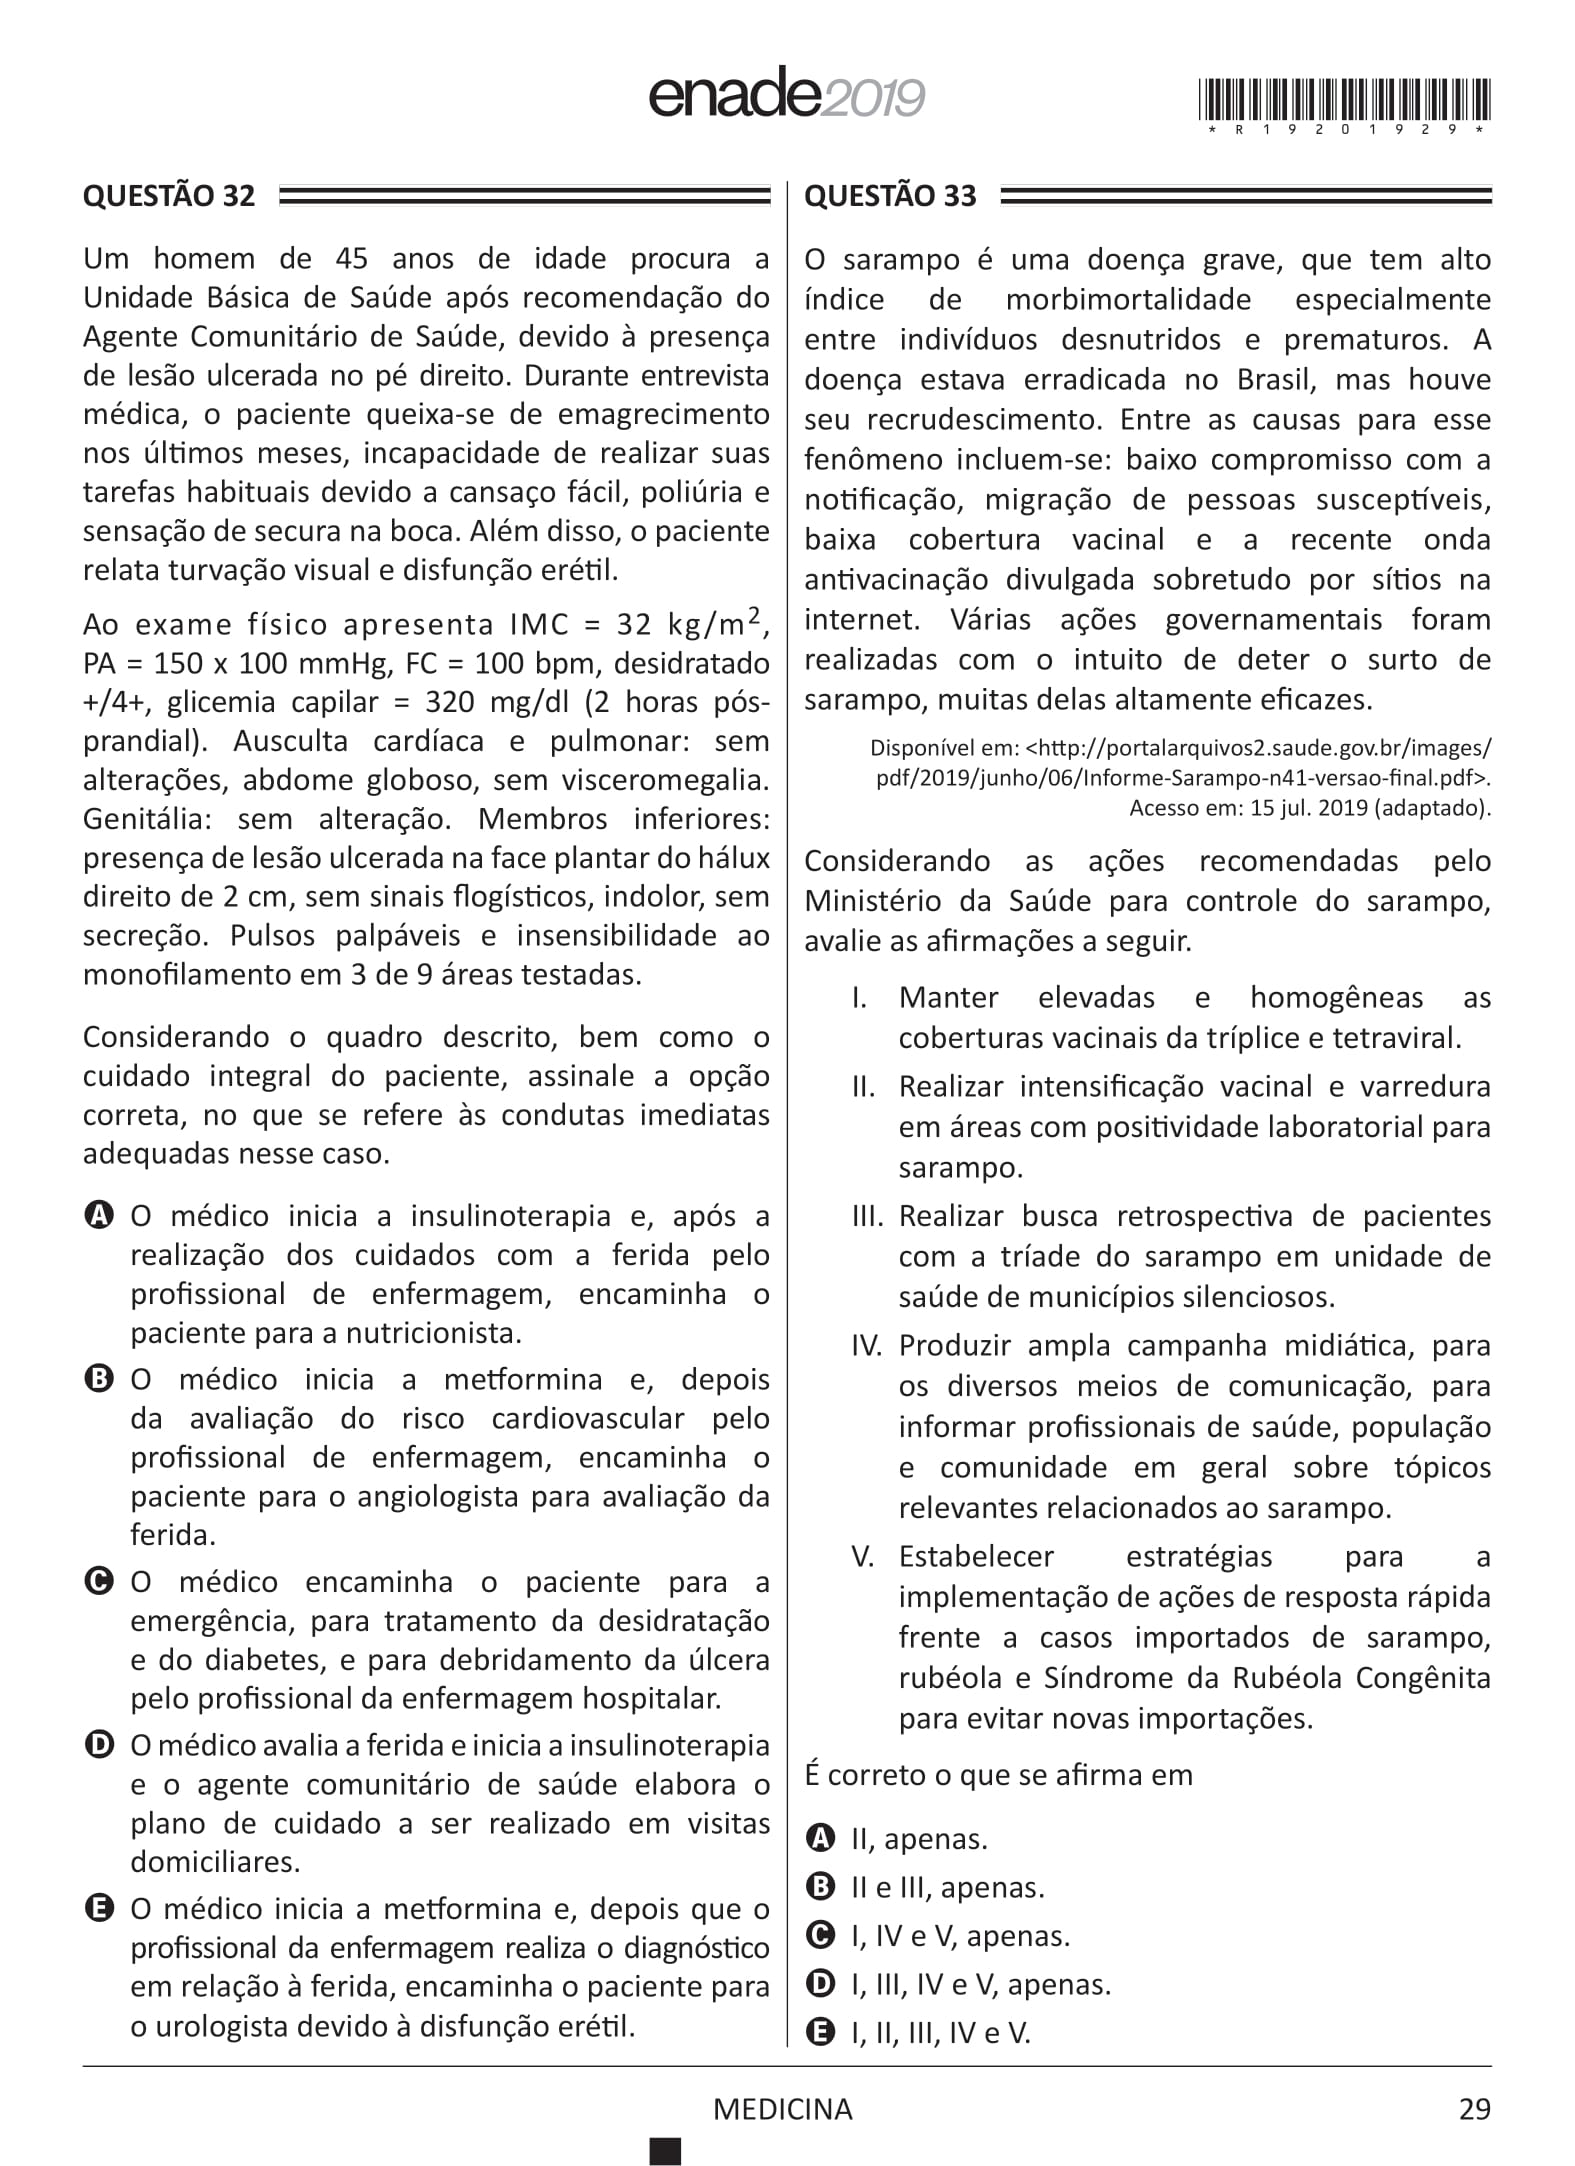 enade2019
*R19201929*
QUESTÃO 32
Um homem de 45 anos de idade procura a
Unidade Básica de Saúde após recomendação do
Agente Comunitário de Saúde, devido à presença
de lesão ulcerada no pé direito. Durante entrevista
médica, o paciente queixa-se de emagrecimento
nos últimos meses, incapacidade de realizar suas
tarefas habituais devido a cansaço fácil, poliúria e
sensação de secura na boca. Além disso, o paciente
relata turvação visual e disfunção erétil.
Ao exame físico apresenta IMC = 32 kg/m²,
PA = 150 x 100 mmHg, FC = 100 bpm, desidratado
+/4+, glicemia capilar = 320 mg/dl (2 horas pós-
prandial). Ausculta cardíaca e pulmonar: sem
alterações, abdome globoso, sem visceromegalia.
Genitália: sem alteração. Membros inferiores:
presença de lesão ulcerada na face plantar do hálux
direito de 2 cm, sem sinais flogísticos, indolor, sem
secreção. Pulsos palpáveis e insensibilidade ao
monofilamento em 3 de 9 áreas testadas.
Considerando o quadro descrito, bem como o
cuidado integral do paciente, assinale a opção
correta, no que se refere às condutas imediatas
adequadas nesse caso.
A O médico inicia a insulinoterapia e, após a
realização dos cuidados com a ferida pelo
profissional de enfermagem, encaminha o
paciente para a nutricionista.
B O médico inicia a metformina e, depois
da avaliação do risco cardiovascular pelo
profissional de enfermagem, encaminha o
paciente para o angiologista para avaliação da
ferida.
C O médico encaminha o paciente para a
emergência, para tratamento da desidratação
e do diabetes, e para debridamento da úlcera
pelo profissional da enfermagem hospitalar.
D O médico avalia a ferida e inicia a insulinoterapia
e o agente comunitário de saúde elabora o
plano de cuidado a ser realizado em visitas
domiciliares.
E O médico inicia a metformina e, depois que o
profissional da enfermagem realiza o diagnóstico
em relação à ferida, encaminha o paciente para
o urologista devido à disfunção erétil.
QUESTÃO 33
O sarampo é uma doença grave, que tem alto
índice de morbimortalidade especialmente
entre indivíduos desnutridos e prematuros. A
doença estava erradicada no Brasil, mas houve
seu recrudescimento. Entre as causas para esse
fenômeno incluem-se: baixo compromisso com a
notificação, migração de pessoas susceptíveis,
baixa cobertura vacinal e a recente onda
antivacinação divulgada sobretudo por sítios na
internet. Várias ações governamentais foram
realizadas com o intuito de deter o surto de
sarampo, muitas delas altamente eficazes.
Disponível em: <http://portalarquivos2.saude.gov.br/images/
pdf/2019/junho/06/Informe-Sarampo-n41-versao-final.pdf>.
Acesso em: 15 jul. 2019 (adaptado).
Considerando as ações recomendadas pelo
Ministério da Saúde para controle do sarampo,
avalie as afirmações a seguir.
I. Manter elevadas e homogêneas as
coberturas vacinais da tríplice e tetraviral.
II. Realizar intensificação vacinal e varredura
em áreas com positividade laboratorial para
sarampo.
III. Realizar busca retrospectiva de pacientes
com a tríade do sarampo em unidade de
saúde de municípios silenciosos.
IV. Produzir ampla campanha midiática, para
os diversos meios de comunicação, para
informar profissionais de saúde, população
e comunidade em geral sobre tópicos
relevantes relacionados ao sarampo.
V. Estabelecer estratégias para a
implementação de ações de resposta rápida
frente a casos importados de sarampo,
rubéola e Síndrome da Rubéola Congênita
para evitar novas importações.
É correto o que se afirma em
A II, apenas.
B II e III, apenas.
C I, IV e V, apenas.
D I, III, IV e V, apenas.
E I, II, III, IV e V.
MEDICINA
29